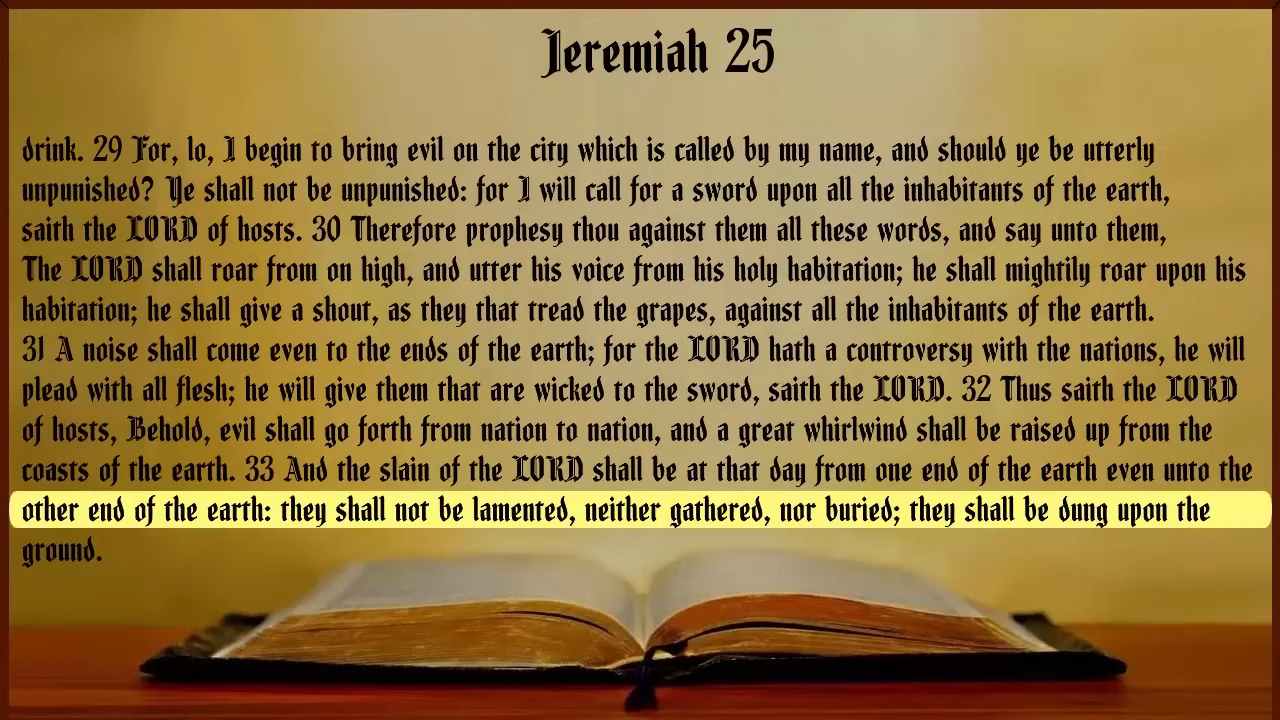 Jeremiah 25
drink. 29 For, lo, I begin to bring evil on the city which is called by my name, and should ye be utterly
unpunished? Ye shall not be unpunished: for I will call for a sword upon all the inhabitants of the earth,
saith the LORD of hosts. 30 Therefore prophesy thou against them all these words, and say unto them,
The LORD shall roar from on high, and utter his voice from his holy habitation; he shall mightily roar upon his
habitation; he shall give a shout, as they that tread the grapes, against all the inhabitants of the earth.
31 A noise shall come even to the ends of the earth; for the LORD hath a controversy with the nations, he will
plead with all flesh; he will give them that are wicked to the sword, saith the LORD. 32 Thus saith the LORD
of hosts, Behold, evil shall go forth from nation to nation, and a great whirlwind shall be raised up from the
coasts of the earth. 33 And the slain of the LORD shall be at that day from one end of the earth even unto the
other end of the earth: they shall not be lamented, neither gathered, nor buried; they shall be dung upon the
ground.